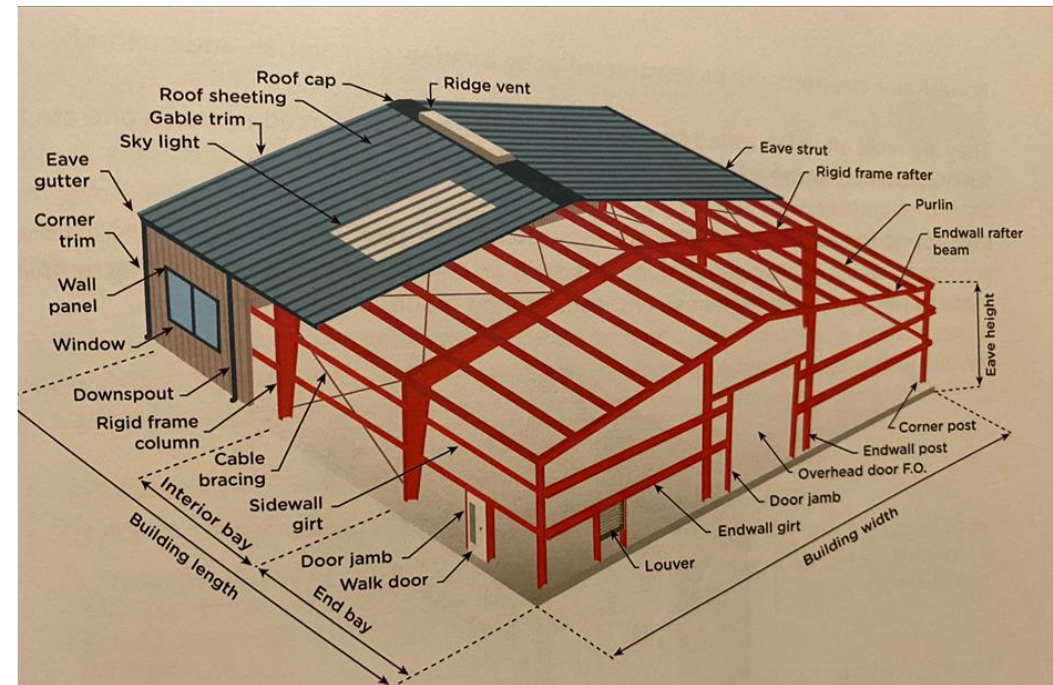 Roof cap
Ridge vent
Roof sheeting
Gable trim
Sky light
Eave
gutter
Corner
trim
Wall
panel
Window
Downspout
Rigid frame
column
Cable
bracing
Sidewall
girt
Door jamb
Walk door
Interior bay
Building length
End bay
Eave strut
Rigid frame rafter
Purlin
Endwall rafter
beam
Eave height
Corner post
Endwall post
Overhead door F.O.
Door jamb
Endwall girt
Louver
Building width